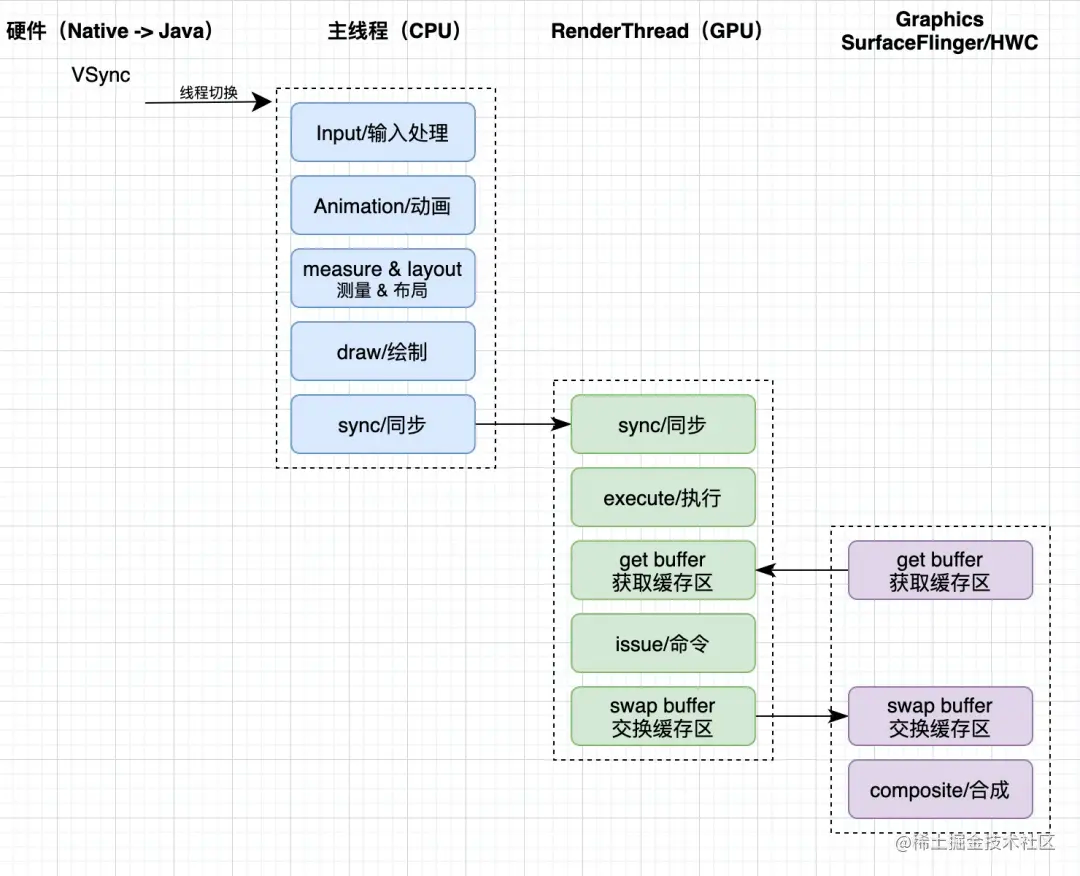 硬件（Native -> Java）
主线程（CPU）
RenderThread（GPU）
Graphics
SurfaceFlinger/HWC
VSync
线程切换
Input/输入处理
Animation/动画
measure & layout
测量 & 布局
draw/绘制
sync/同步
sync/同步
execute/执行
get buffer
获取缓存区
issue/命令
swap buffer
交换缓存区
get buffer
获取缓存区
swap buffer
交换缓存区
composite/合成
@稀土掘金技术社区